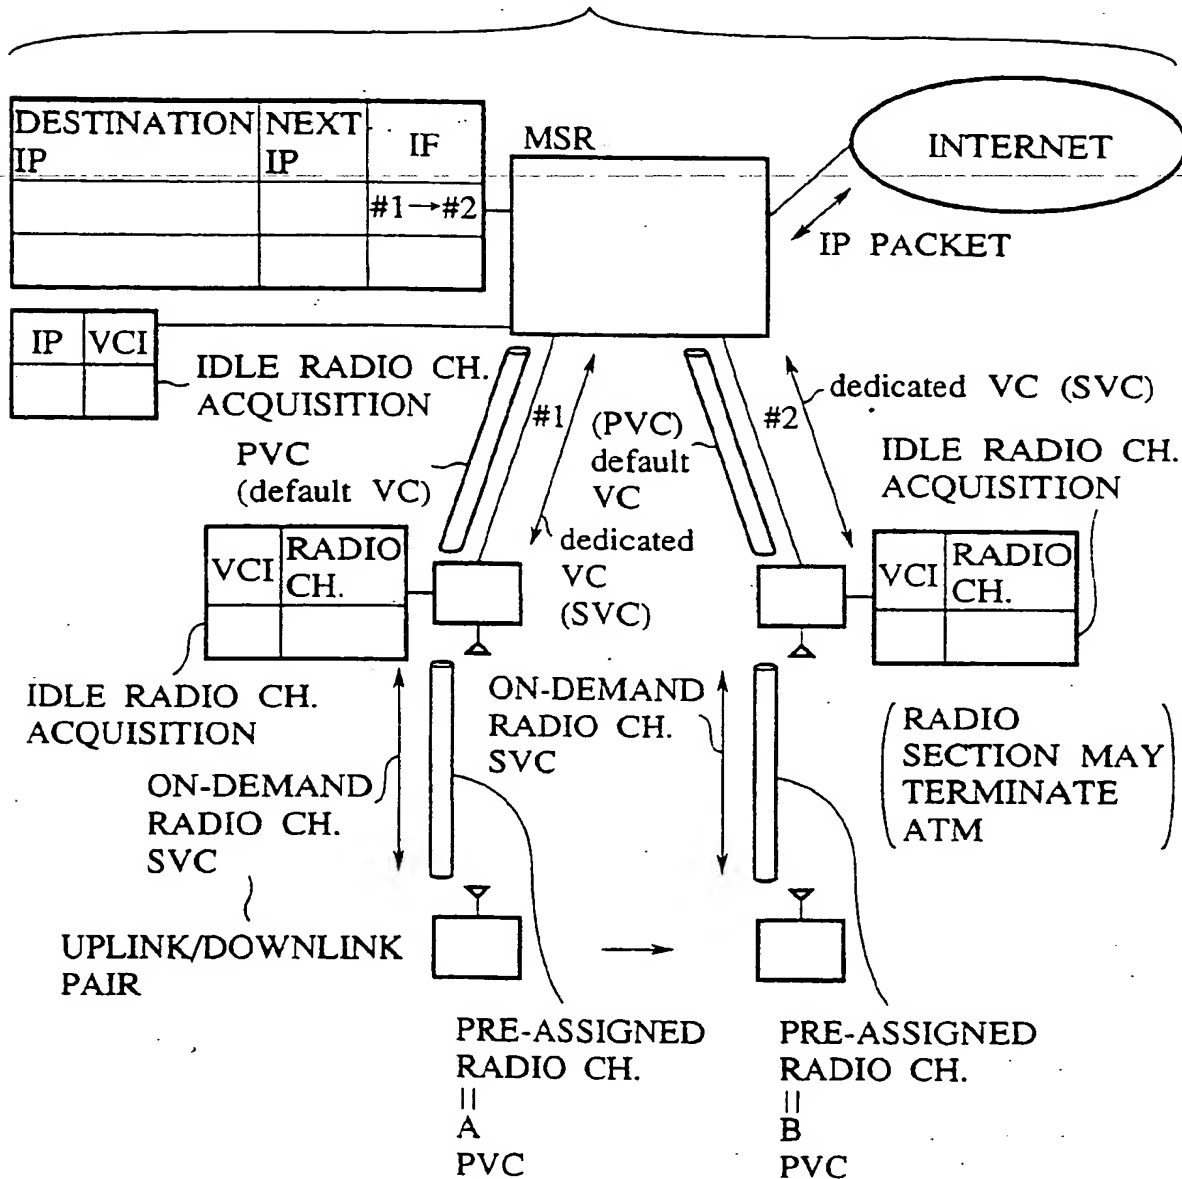 DESTINATION IP
NEXT IP
IF
#1→#2
MSR
INTERNET
IP PACKET
IP
VCI
IDLE RADIO CH.
ACQUISITION
PVC
(default VC)
#1
dedicated
VC
(SVC)
(PVC)
default
VC
#2
dedicated VC (SVC)
IDLE RADIO CH.
ACQUISITION
VCI
RADIO
CH.
VCI
RADIO
CH.
IDLE RADIO CH.
ACQUISITION
ON-DEMAND
RADIO CH.
SVC
UPLINK/DOWNLINK
PAIR
ON-DEMAND
RADIO CH.
SVC
(RADIO
SECTION MAY
TERMINATE
ATM)
PRE-ASSIGNED
RADIO CH.
=
A
PVC
PRE-ASSIGNED
RADIO CH.
=
B
PVC